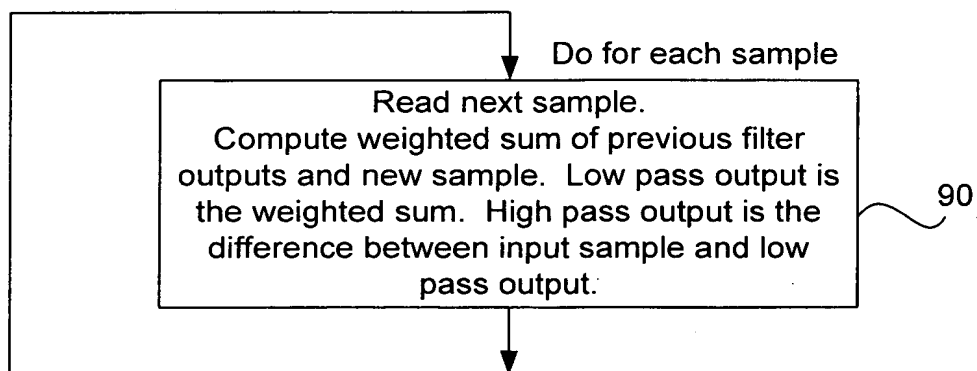 Do for each sample
Read next sample.
Compute weighted sum of previous filter
outputs and new sample. Low pass output is
the weighted sum. High pass output is the
difference between input sample and low
pass output.
90